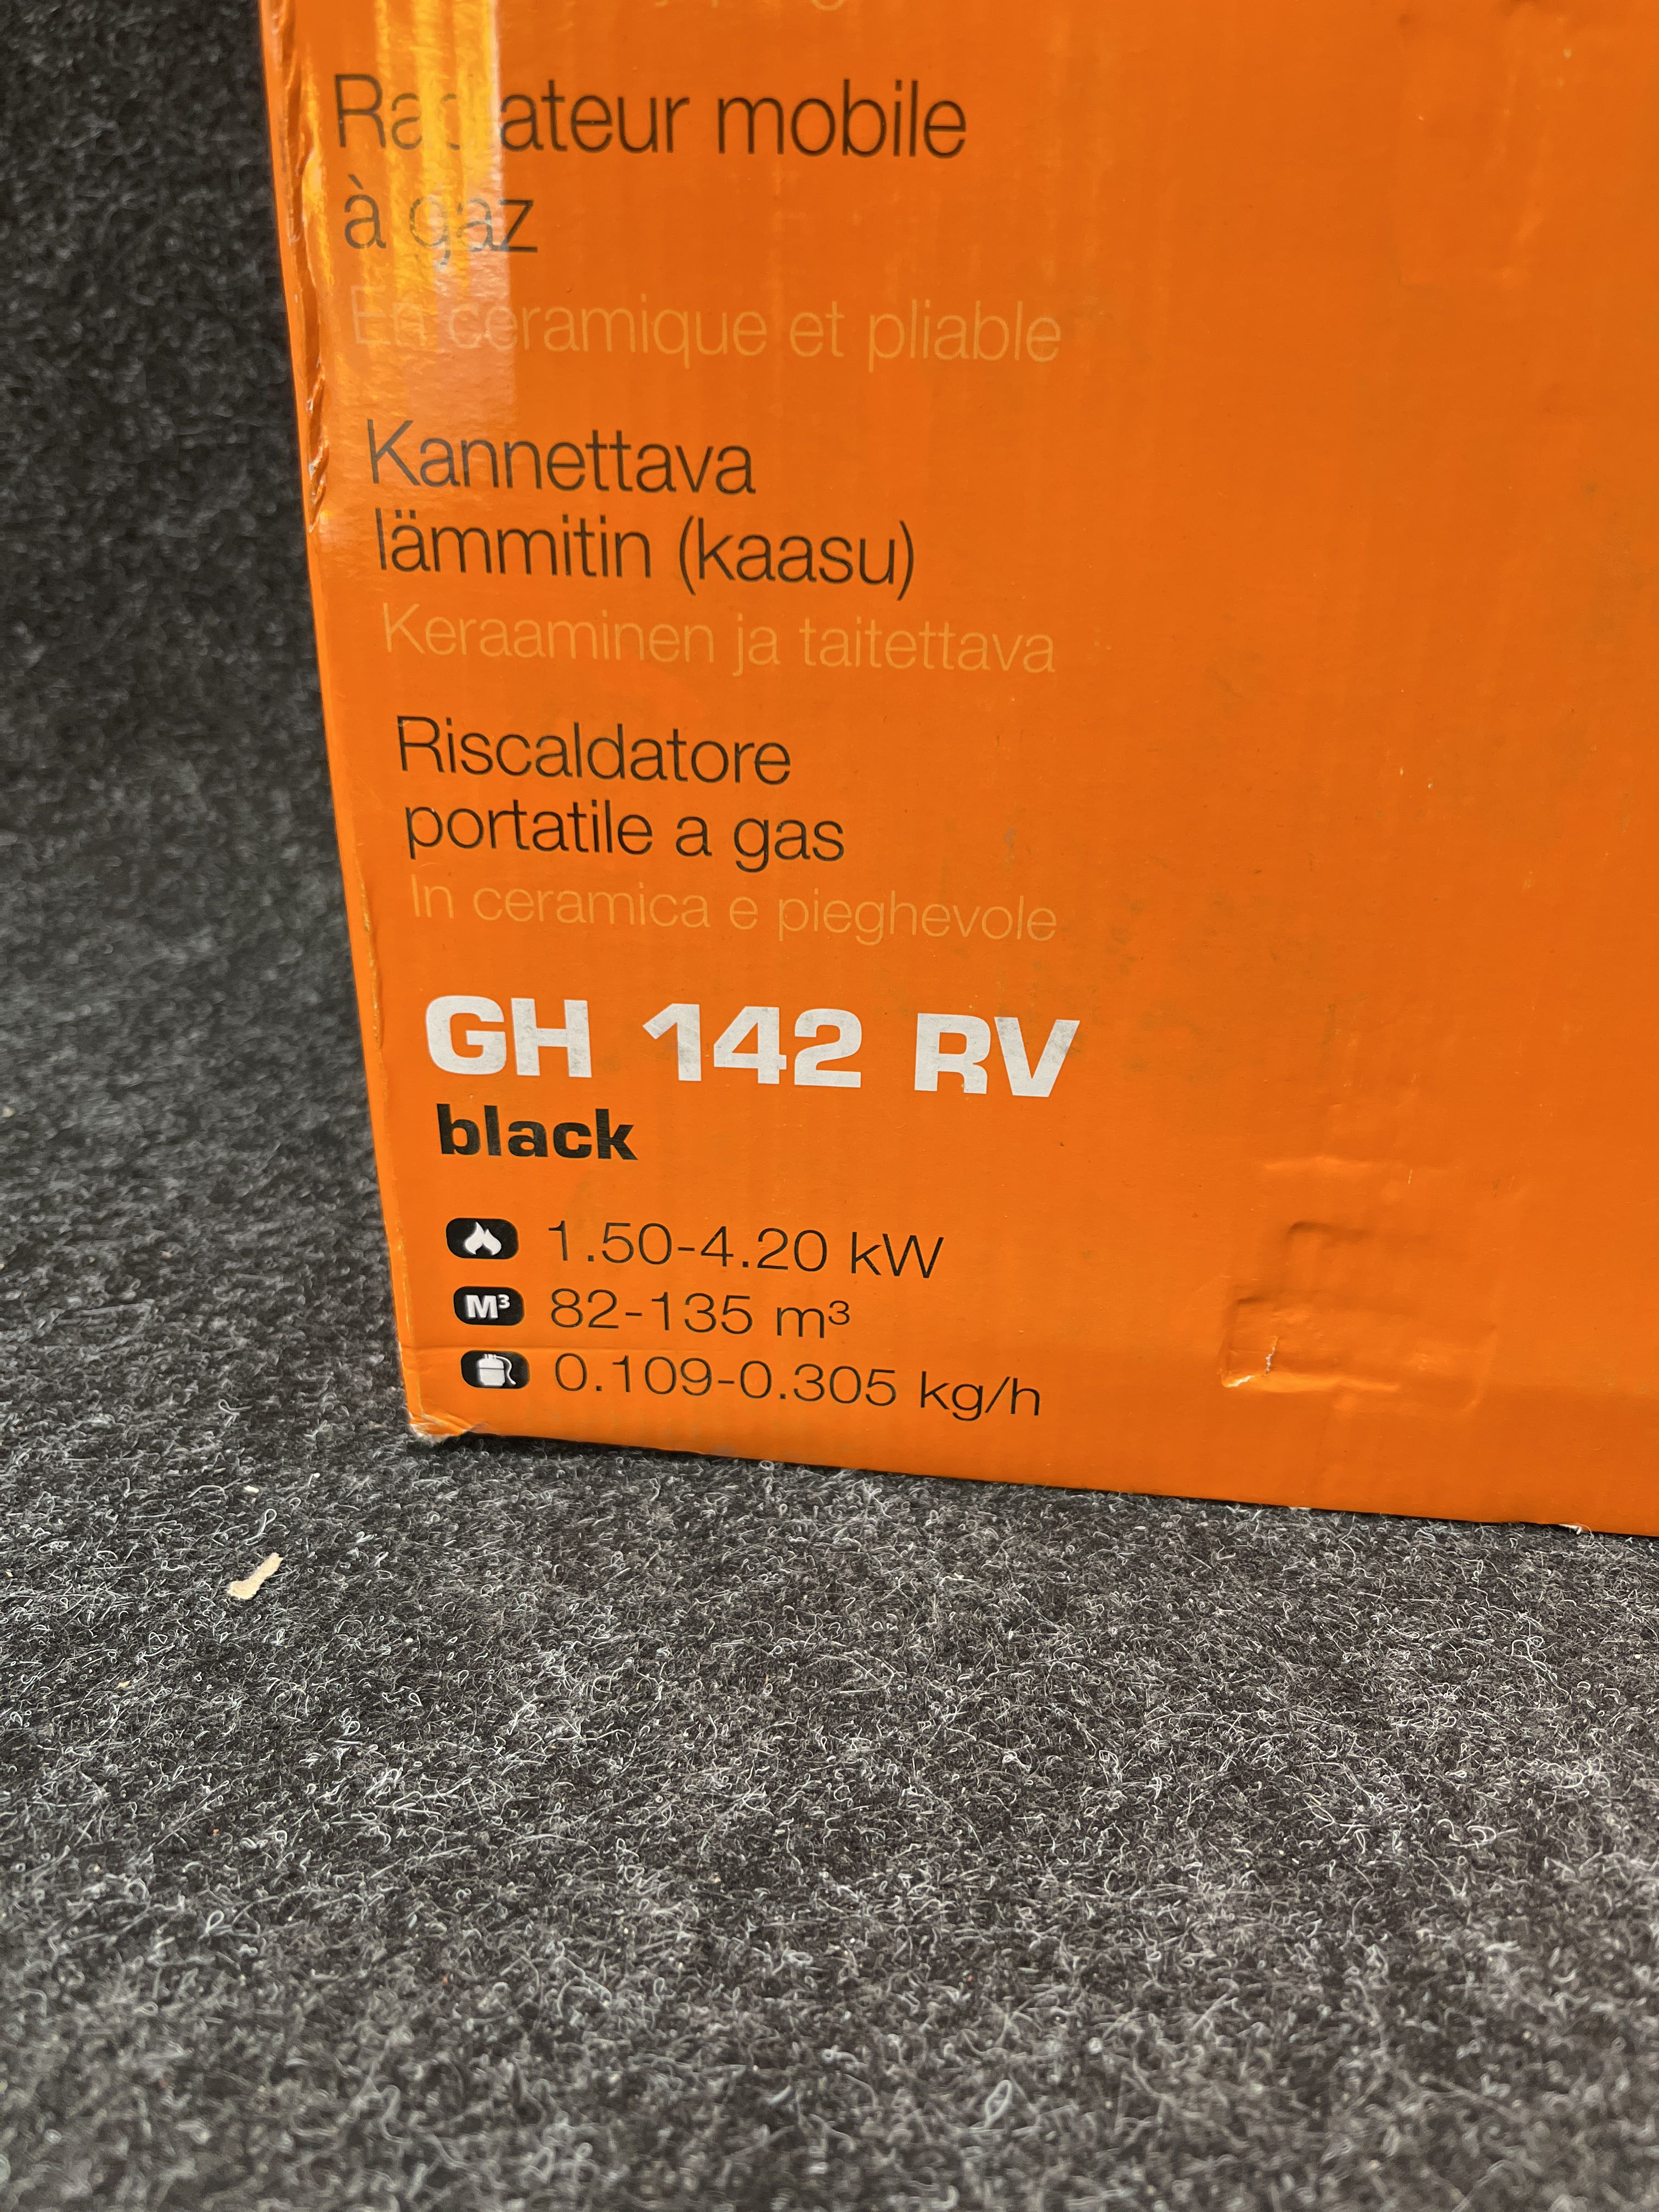 Radiateur mobile
à gaz
En ceramique et pliable
Kannettava
lämmitin (kaasu)
Keraaminen ja taitettava
Riscaldatore
portatile a gas
In ceramica e pieghevole
GH 142 RV
black
1.50-4.20 kW
M³ 82-135 m³
0.109-0.305 kg/h